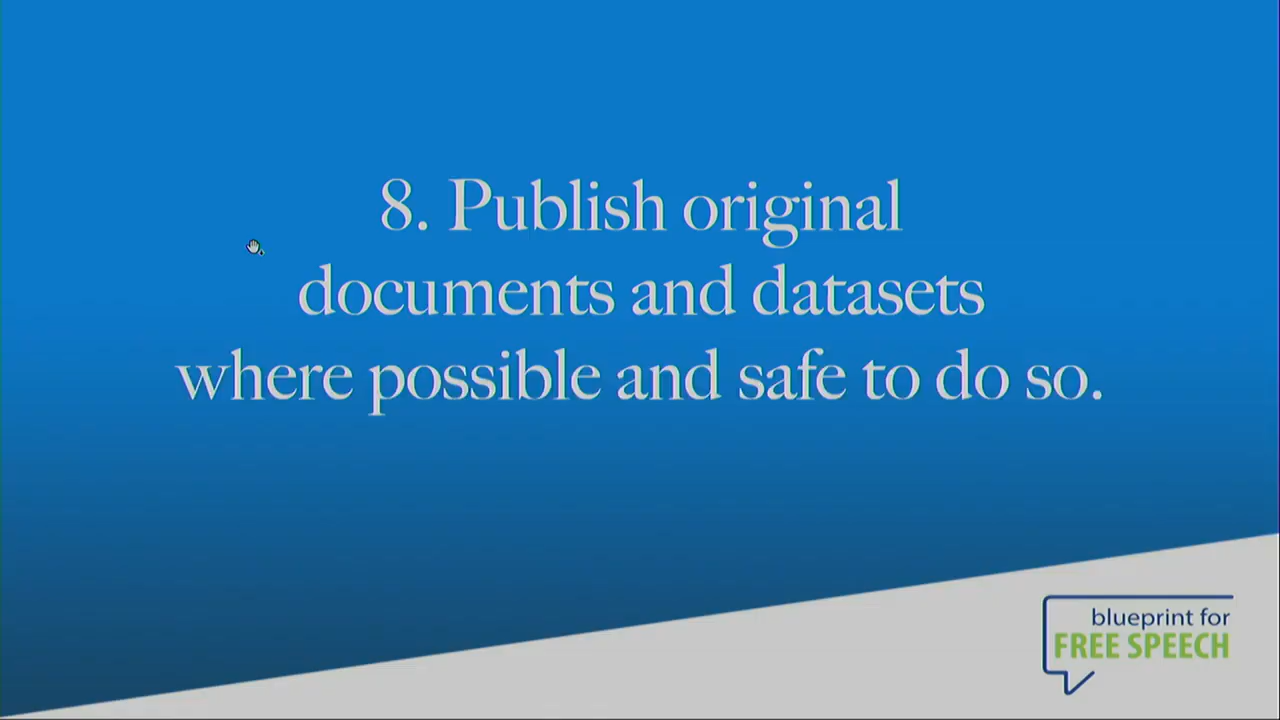 8. Publish original
documents and datasets
where possible and safe to do so.
blueprint for
FREE SPEECH